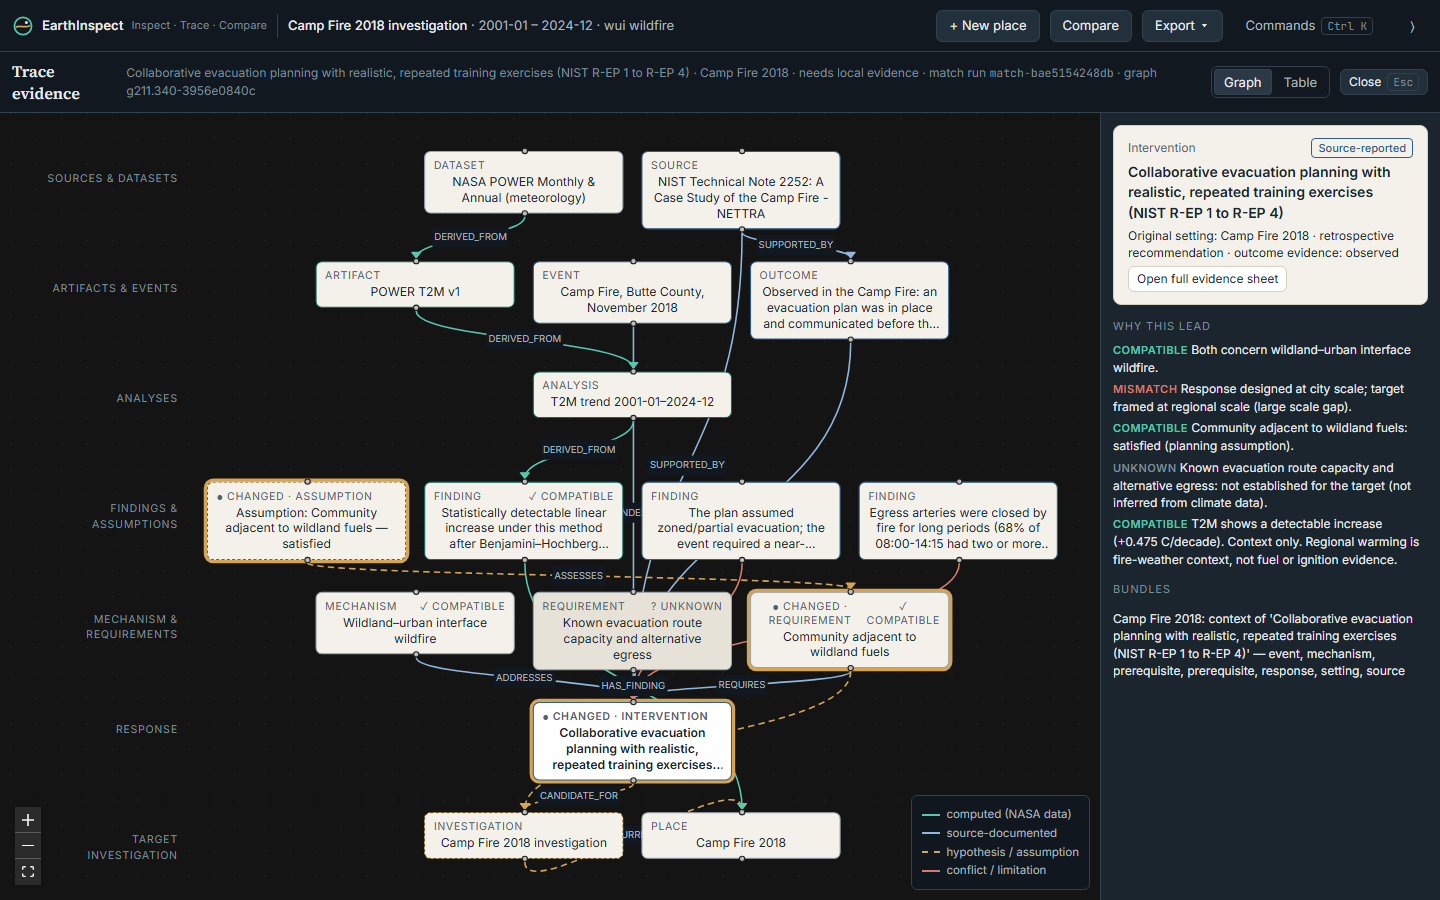 EarthInspect Inspect · Trace · Compare Camp Fire 2018 investigation · 2001-01 – 2024-12 · wui wildfire + New place Compare Export Commands Ctrl K
Trace evidence
Collaborative evacuation planning with realistic, repeated training exercises (NIST R-EP 1 to R-EP 4) · Camp Fire 2018 · needs local evidence · match run match-bae5154248db · graph
g211.340-3956e0840c
Graph Table Close Esc
SOURCES & DATASETS
DATASET
NASA POWER Monthly &
Annual (meteorology)
SOURCE
NIST Technical Note 2252: A
Case Study of the Camp Fire -
NETTRA
DERIVED_FROM
SUPPORTED_BY
ARTIFACTS & EVENTS
ARTIFACT
POWER T2M v1
EVENT
Camp Fire, Butte County,
November 2018
OUTCOME
Observed in the Camp Fire: an
evacuation plan was in place
and communicated before th...
DERIVED_FROM
ANALYSES
ANALYSIS
T2M trend 2001-01–2024-12
DERIVED_FROM
SUPPORTED_BY
FINDINGS &
ASSUMPTIONS
● CHANGED · ASSUMPTION
Assumption: Community
adjacent to wildland fuels —
satisfied
FINDING ✓ COMPATIBLE
Statistically detectable linear
increase under this method
after Benjamini–Hochberg...
FINDING
The plan assumed
zoned/partial evacuation; the
event required a near-...
FINDING
Egress arteries were closed by
fire for long periods (68% of
08:00-14:15 had two or more..
ASSESSES
MECHANISM &
REQUIREMENTS
MECHANISM ✓ COMPATIBLE
Wildland–urban interface
wildfire
REQUIREMENT ? UNKNOWN
Known evacuation route
capacity and alternative
egress
● CHANGED · REQUIREMENT ✓ COMPATIBLE
Community adjacent to
wildland fuels
ADDRESSES
HAS_FINDING
REQUIRES
RESPONSE
● CHANGED · INTERVENTION
Collaborative evacuation
planning with realistic,
repeated training exercises...
CANDIDATE_FOR
TARGET
INVESTIGATION
INVESTIGATION
Camp Fire 2018 investigation
PLACE
Camp Fire 2018
computed (NASA data)
source-documented
hypothesis / assumption
conflict / limitation
Intervention Source-reported
Collaborative evacuation planning with
realistic, repeated training exercises
(NIST R-EP 1 to R-EP 4)
Original setting: Camp Fire 2018 · retrospective
recommendation · outcome evidence: observed
Open full evidence sheet
WHY THIS LEAD
COMPATIBLE Both concern wildland–urban interface
wildfire.
MISMATCH Response designed at city scale; target
framed at regional scale (large scale gap).
COMPATIBLE Community adjacent to wildland fuels:
satisfied (planning assumption).
UNKNOWN Known evacuation route capacity and
alternative egress: not established for the target (not
inferred from climate data).
COMPATIBLE T2M shows a detectable increase
(+0.475 C/decade). Context only. Regional warming is
fire-weather context, not fuel or ignition evidence.
BUNDLES
Camp Fire 2018: context of 'Collaborative evacuation
planning with realistic, repeated training exercises
(NIST R-EP 1 to R-EP 4)' — event, mechanism,
prerequisite, prerequisite, response, setting, source